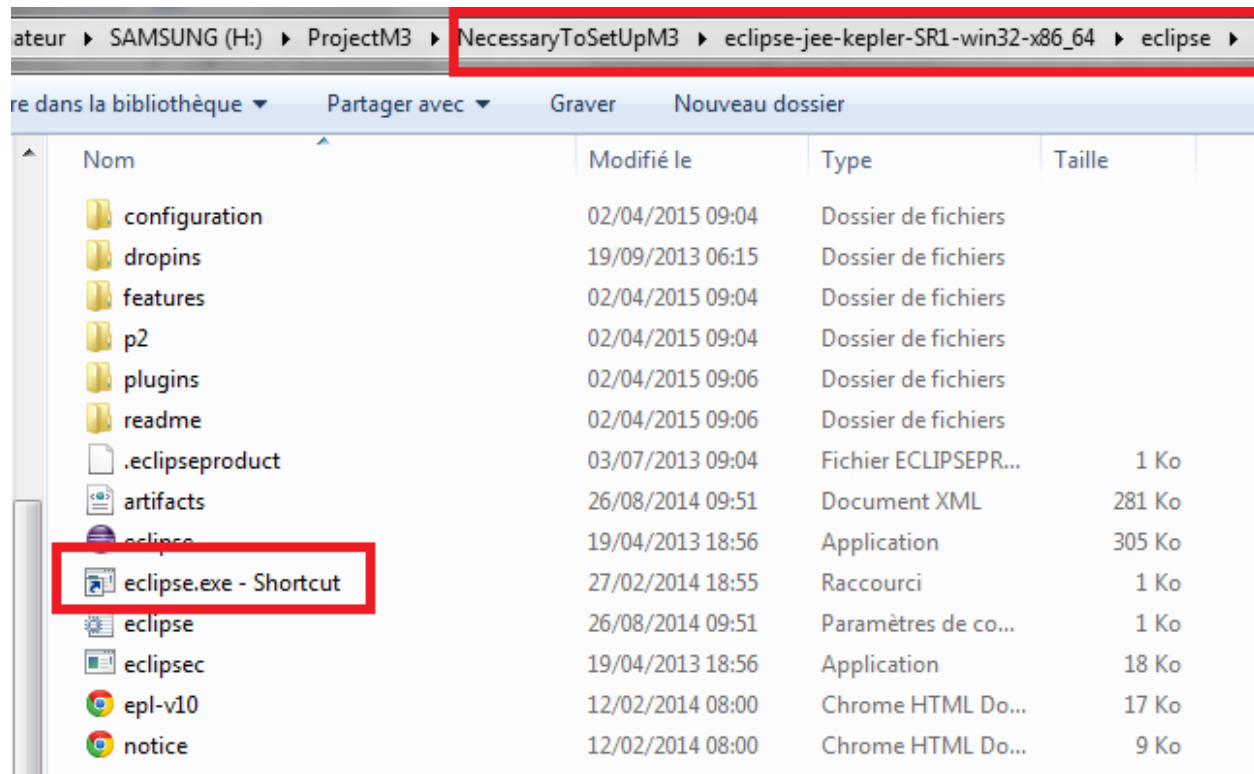 ateur ▸ SAMSUNG (H:) ▸ ProjectM3 ▸ NecessaryToSetUpM3 ▸ eclipse-jee-kepler-SR1-win32-x86_64 ▸ eclipse ▸
re dans la bibliothèque ▼ Partager avec ▼ Graver Nouveau dossier
Nom Modifié le Type Taille
configuration 02/04/2015 09:04 Dossier de fichiers
dropins 19/09/2013 06:15 Dossier de fichiers
features 02/04/2015 09:04 Dossier de fichiers
p2 02/04/2015 09:04 Dossier de fichiers
plugins 02/04/2015 09:06 Dossier de fichiers
readme 02/04/2015 09:06 Dossier de fichiers
.eclipseproduct 03/07/2013 09:04 Fichier ECLIPSEPR... 1 Ko
artifacts 26/08/2014 09:51 Document XML 281 Ko
eclipse 19/04/2013 18:56 Application 305 Ko
eclipse.exe - Shortcut 27/02/2014 18:55 Raccourci 1 Ko
eclipse 26/08/2014 09:51 Paramètres de co... 1 Ko
eclipsec 19/04/2013 18:56 Application 18 Ko
epl-v10 12/02/2014 08:00 Chrome HTML Do... 17 Ko
notice 12/02/2014 08:00 Chrome HTML Do... 9 Ko